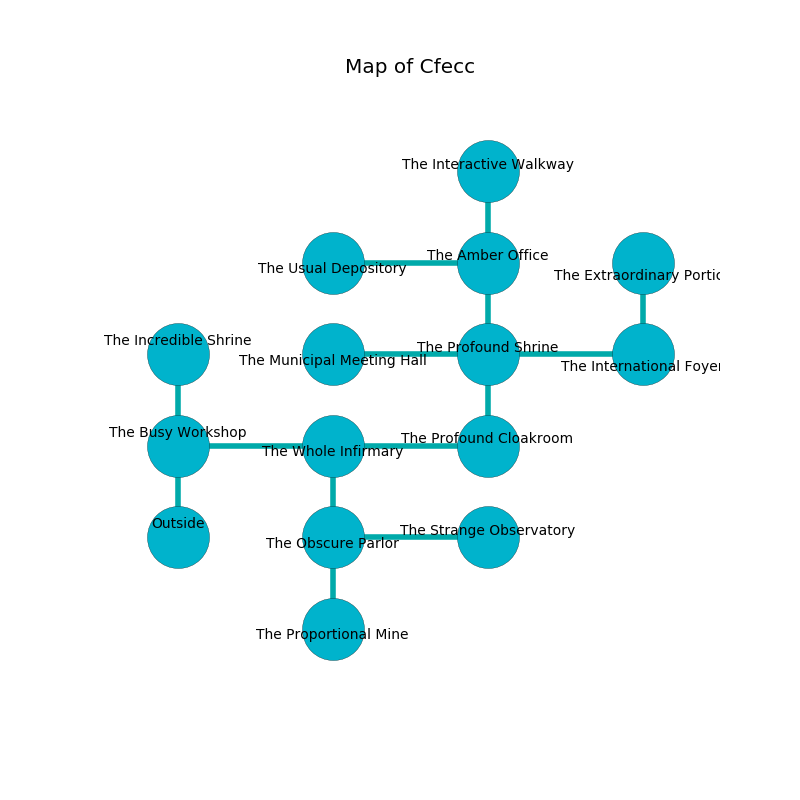 Map of Cfecc
The Interactive Walkway
The Amber Office
The Usual Depository
The Extraordinary Portic
The Incredible Shrine
The Profound Shrine
The Municipal Meeting Hall
The International Foyer
The Busy Workshop
The Profound Cloakroom
The Whole Infirmary
Outside
The Strange Observatory
The Obscure Parlor
The Proportional Mine